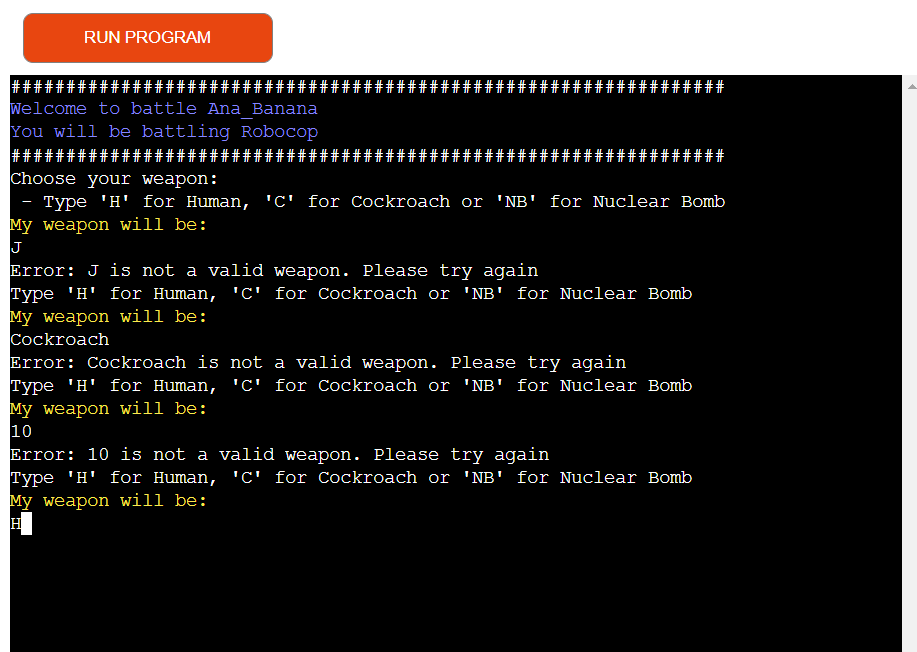 RUN PROGRAM
#################################################################
Welcome to battle Ana_Banana
You will be battling Robocop
#################################################################
Choose your weapon:
 - Type 'H' for Human, 'C' for Cockroach or 'NB' for Nuclear Bomb
My weapon will be:
J
Error: J is not a valid weapon. Please try again
Type 'H' for Human, 'C' for Cockroach or 'NB' for Nuclear Bomb
My weapon will be:
Cockroach
Error: Cockroach is not a valid weapon. Please try again
Type 'H' for Human, 'C' for Cockroach or 'NB' for Nuclear Bomb
My weapon will be:
10
Error: 10 is not a valid weapon. Please try again
Type 'H' for Human, 'C' for Cockroach or 'NB' for Nuclear Bomb
My weapon will be:
H